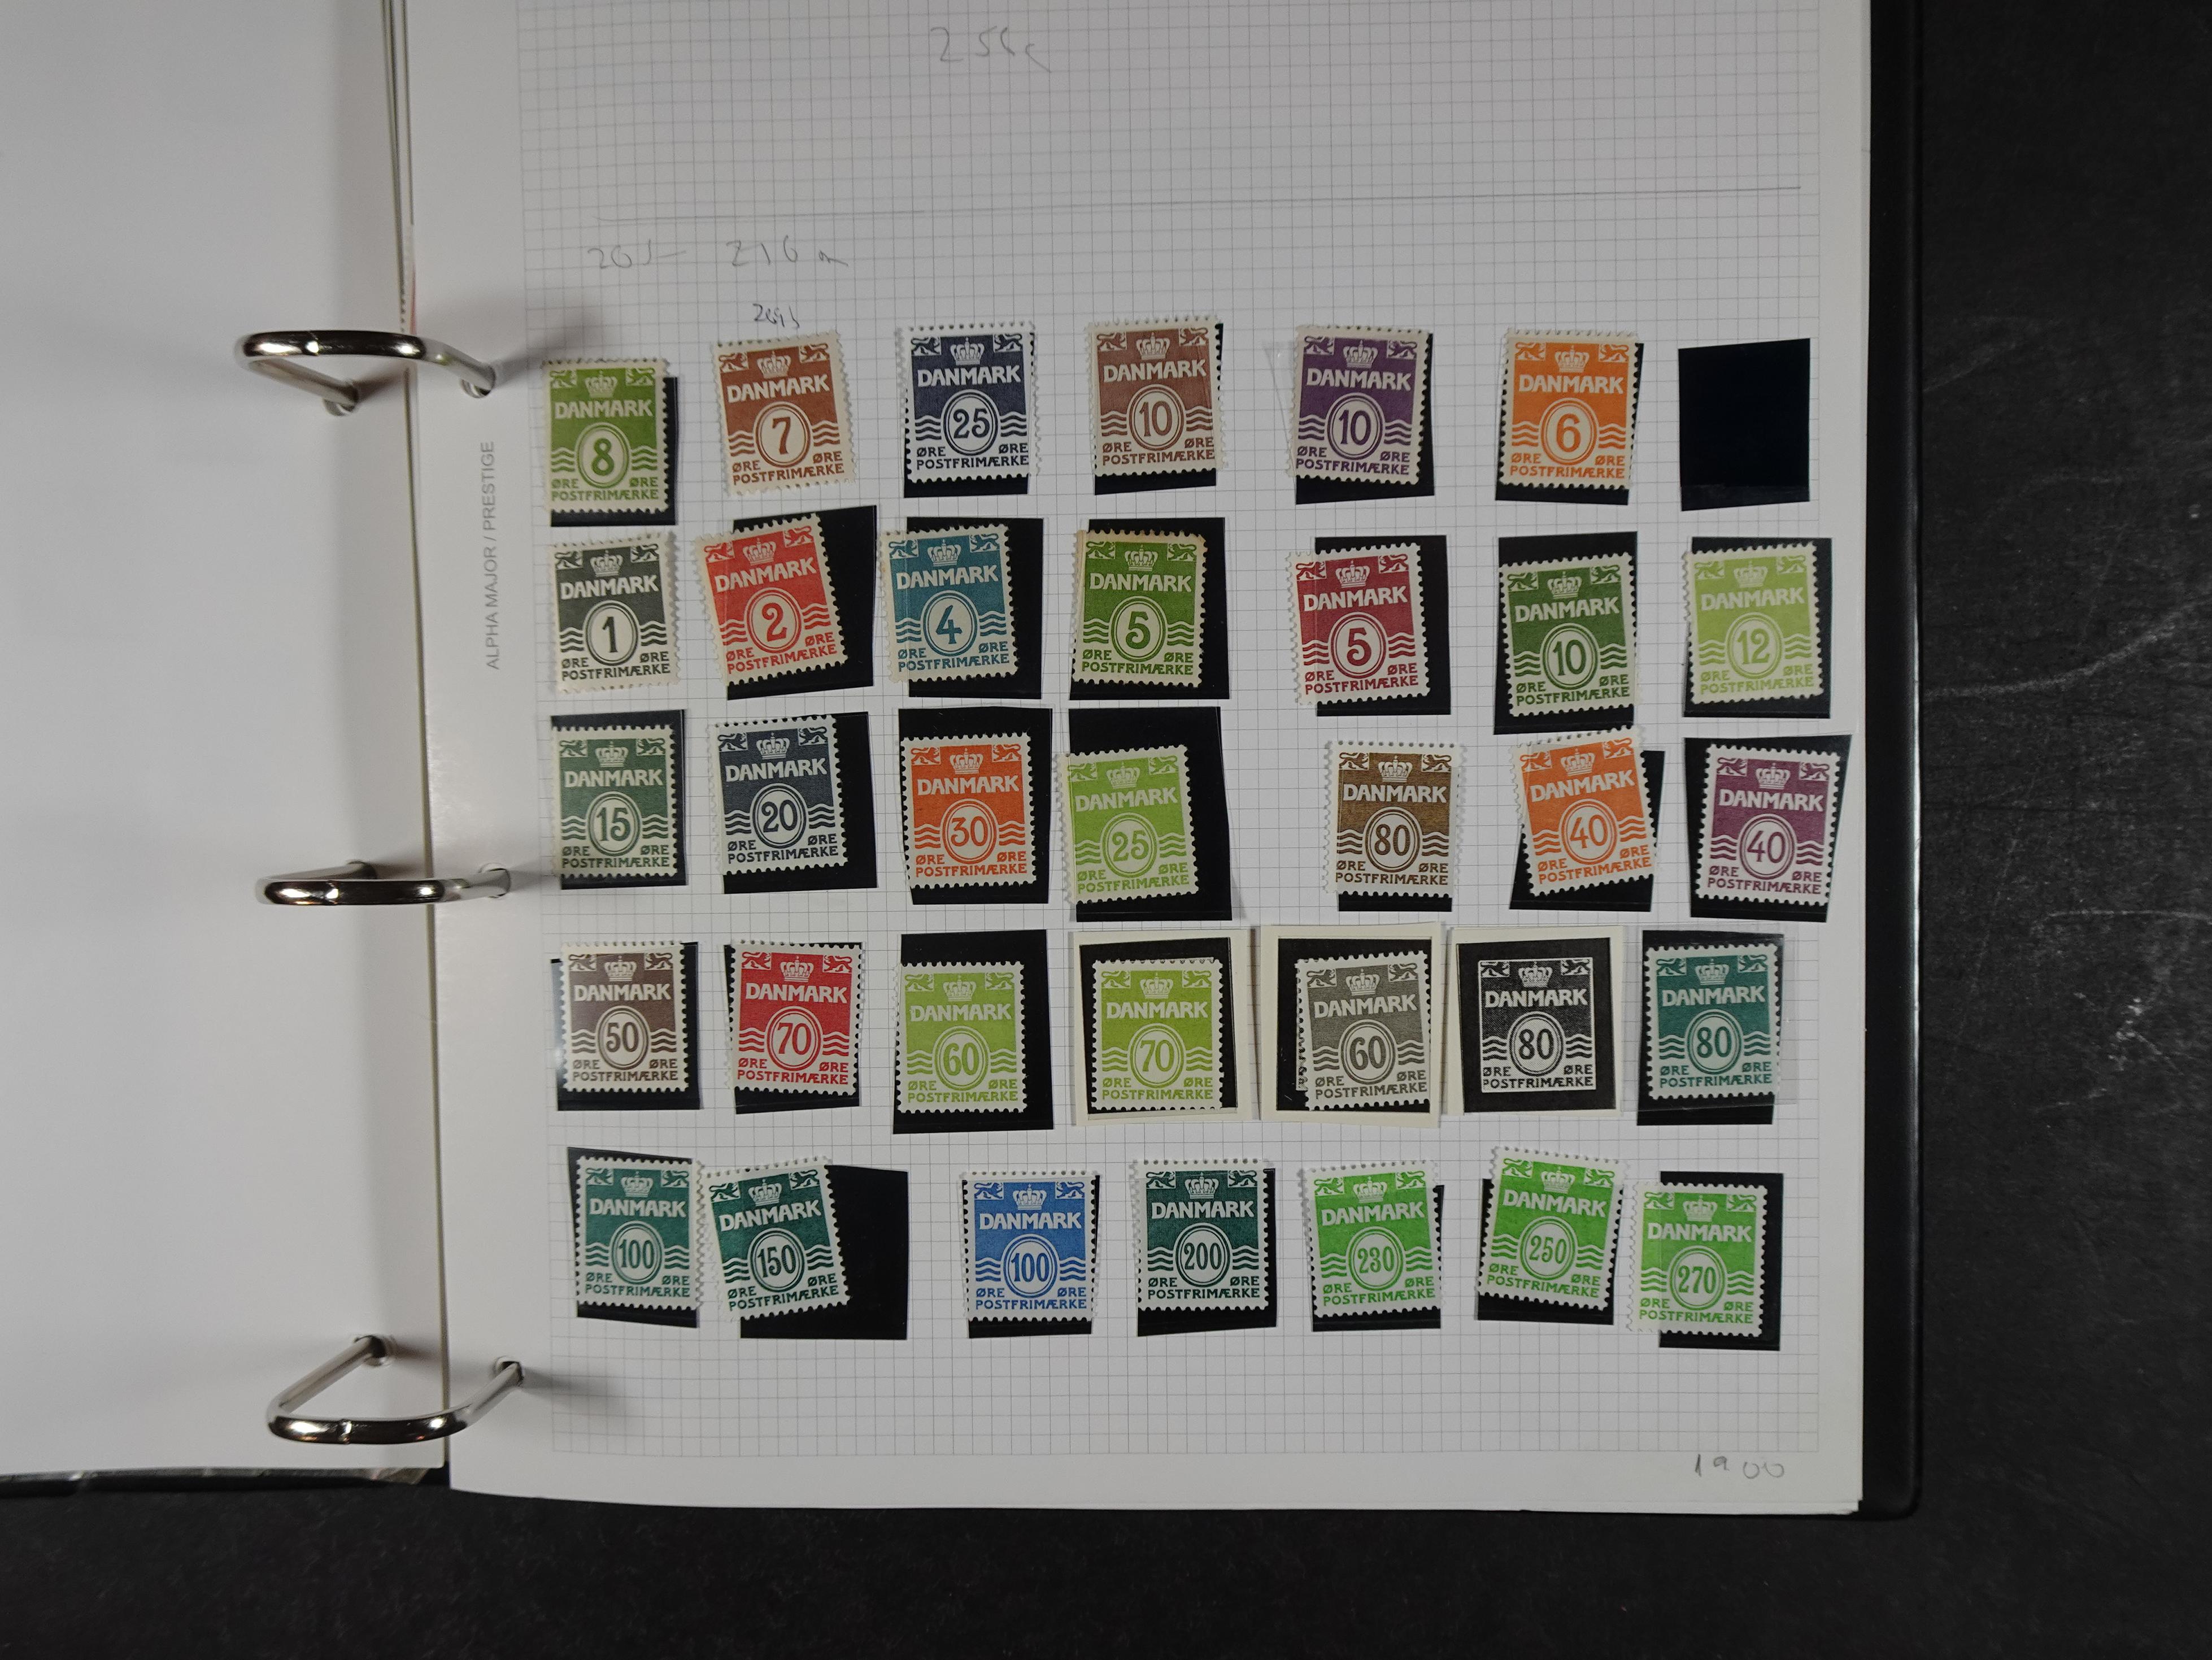 ALPHA MAJOR / PRESTIGE
DANMARK
8
ØRE ØRE
POSTFRIMÆRKE
DANMARK
7
ØRE ØRE
POSTFRIMÆRKE
DANMARK
25
ØRE ØRE
POSTFRIMÆRKE
DANMARK
10
ØRE ØRE
POSTFRIMÆRKE
DANMARK
10
ØRE ØRE
POSTFRIMÆRKE
DANMARK
6
ØRE ØRE
POSTFRIMÆRKE
DANMARK
1
ØRE ØRE
POSTFRIMÆRKE
DANMARK
2
ØRE ØRE
POSTFRIMÆRKE
DANMARK
4
ØRE ØRE
POSTFRIMÆRKE
DANMARK
5
ØRE ØRE
POSTFRIMÆRKE
DANMARK
5
ØRE ØRE
POSTFRIMÆRKE
DANMARK
10
ØRE ØRE
POSTFRIMÆRKE
DANMARK
12
ØRE ØRE
POSTFRIMÆRKE
DANMARK
15
ØRE ØRE
POSTFRIMÆRKE
DANMARK
20
ØRE ØRE
POSTFRIMÆRKE
DANMARK
30
ØRE ØRE
POSTFRIMÆRKE
DANMARK
25
ØRE ØRE
POSTFRIMÆRKE
DANMARK
80
ØRE ØRE
POSTFRIMÆRKE
DANMARK
40
ØRE ØRE
POSTFRIMÆRKE
DANMARK
40
ØRE ØRE
POSTFRIMÆRKE
DANMARK
50
ØRE ØRE
POSTFRIMÆRKE
DANMARK
70
ØRE ØRE
POSTFRIMÆRKE
DANMARK
60
ØRE ØRE
POSTFRIMÆRKE
DANMARK
70
ØRE ØRE
POSTFRIMÆRKE
DANMARK
60
ØRE ØRE
POSTFRIMÆRKE
DANMARK
80
ØRE ØRE
POSTFRIMÆRKE
DANMARK
80
ØRE ØRE
POSTFRIMÆRKE
DANMARK
100
ØRE ØRE
POSTFRIMÆRKE
DANMARK
150
ØRE ØRE
POSTFRIMÆRKE
DANMARK
100
ØRE ØRE
POSTFRIMÆRKE
DANMARK
200
ØRE ØRE
POSTFRIMÆRKE
DANMARK
230
ØRE ØRE
POSTFRIMÆRKE
DANMARK
250
ØRE ØRE
POSTFRIMÆRKE
DANMARK
270
ØRE ØRE
POSTFRIMÆRKE
1900